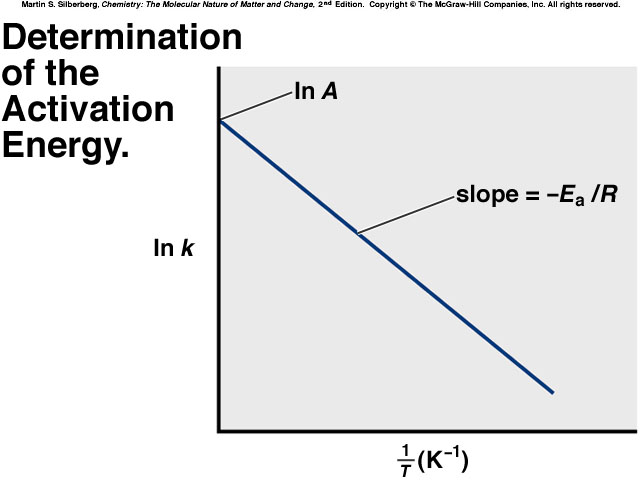 Martin S. Silberberg, Chemistry: The Molecular Nature of Matter and Change, 2nd Edition. Copyright © The McGraw-Hill Companies, Inc. All rights reserved.
Determination
of the
Activation
Energy.
ln A
slope = −Eₐ /R
ln k
1/T (K⁻¹)